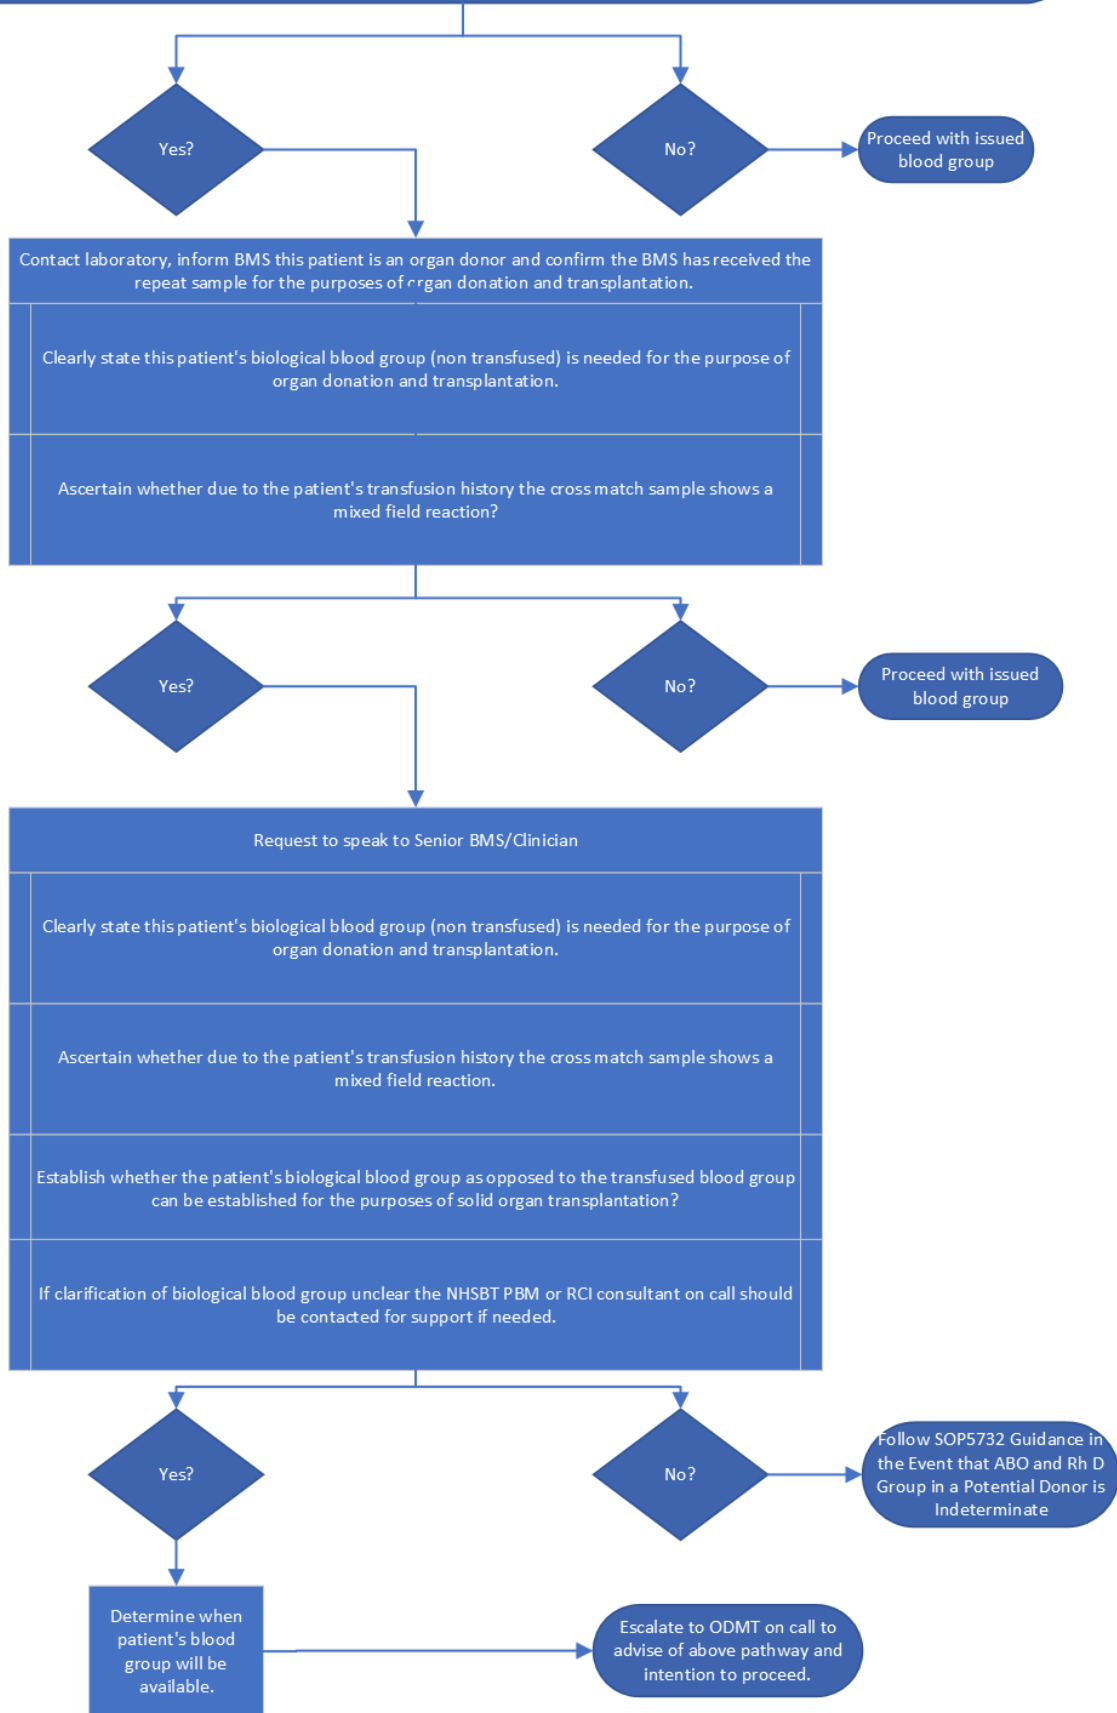 Yes?
No?
Proceed with issued
blood group
Contact laboratory, inform BMS this patient is an organ donor and confirm the BMS has received the
repeat sample for the purposes of organ donation and transplantation.
Clearly state this patient's biological blood group (non transfused) is needed for the purpose of
organ donation and transplantation.
Ascertain whether due to the patient's transfusion history the cross match sample shows a
mixed field reaction?
Yes?
No?
Proceed with issued
blood group
Request to speak to Senior BMS/Clinician
Clearly state this patient's biological blood group (non transfused) is needed for the purpose of
organ donation and transplantation.
Ascertain whether due to the patient's transfusion history the cross match sample shows a
mixed field reaction.
Establish whether the patient's biological blood group as opposed to the transfused blood group
can be established for the purposes of solid organ transplantation?
If clarification of biological blood group unclear the NHSBT PBM or RCI consultant on call should
be contacted for support if needed.
Yes?
No?
Follow SOP5732 Guidance in
the Event that ABO and Rh D
Group in a Potential Donor is
Indeterminate
Determine when
patient's blood
group will be
available.
Escalate to ODMT on call to
advise of above pathway and
intention to proceed.